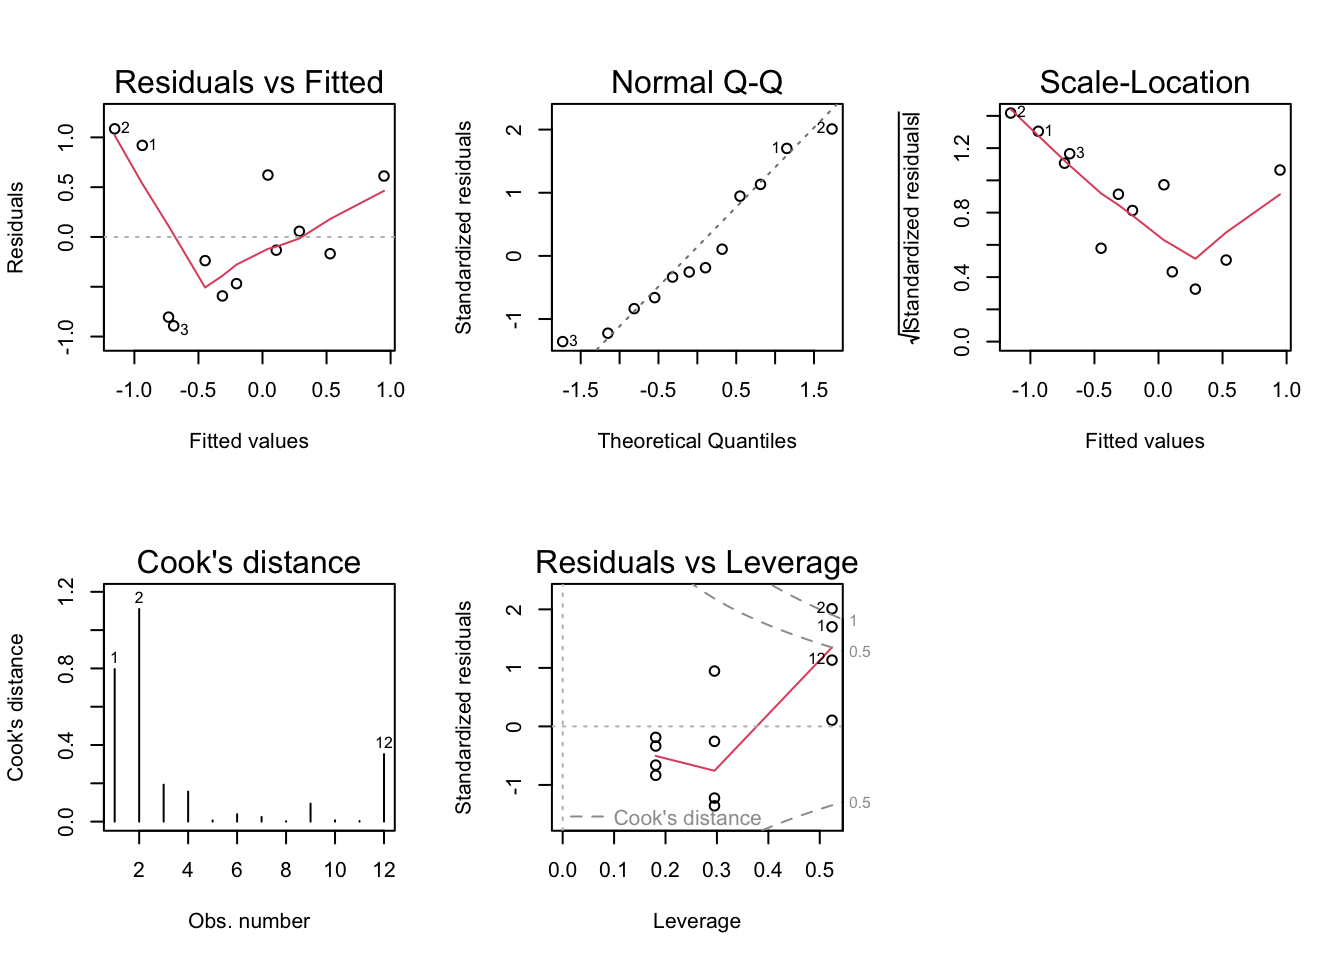 Residuals vs Fitted
Residuals
1.0
0.5
0.0
-1.0
2
1
3
-1.0 -0.5 0.0 0.5 1.0
Fitted values
Normal Q-Q
Standardized residuals
2
1
0
-1
2
1
3
-1.5 -0.5 0.5 1.5
Theoretical Quantiles
Scale-Location
√|Standardized residuals|
1.2
0.8
0.4
0.0
2
1
3
-1.0 -0.5 0.0 0.5 1.0
Fitted values
Cook's distance
Cook's distance
1.2
0.8
0.4
0.0
1
2
12
2 4 6 8 10 12
Obs. number
Residuals vs Leverage
Standardized residuals
2
1
0
-1
2
1
12
1
0.5
0.5
Cook's distance
0.0 0.1 0.2 0.3 0.4 0.5
Leverage